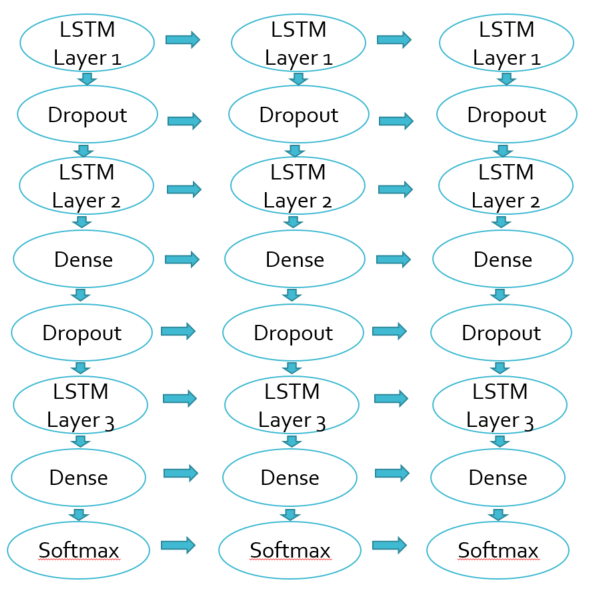 LSTM
Layer 1
LSTM
Layer 1
LSTM
Layer 1
Dropout
Dropout
Dropout
LSTM
Layer 2
LSTM
Layer 2
LSTM
Layer 2
Dense
Dense
Dense
Dropout
Dropout
Dropout
LSTM
Layer 3
LSTM
Layer 3
LSTM
Layer 3
Dense
Dense
Dense
Softmax
Softmax
Softmax